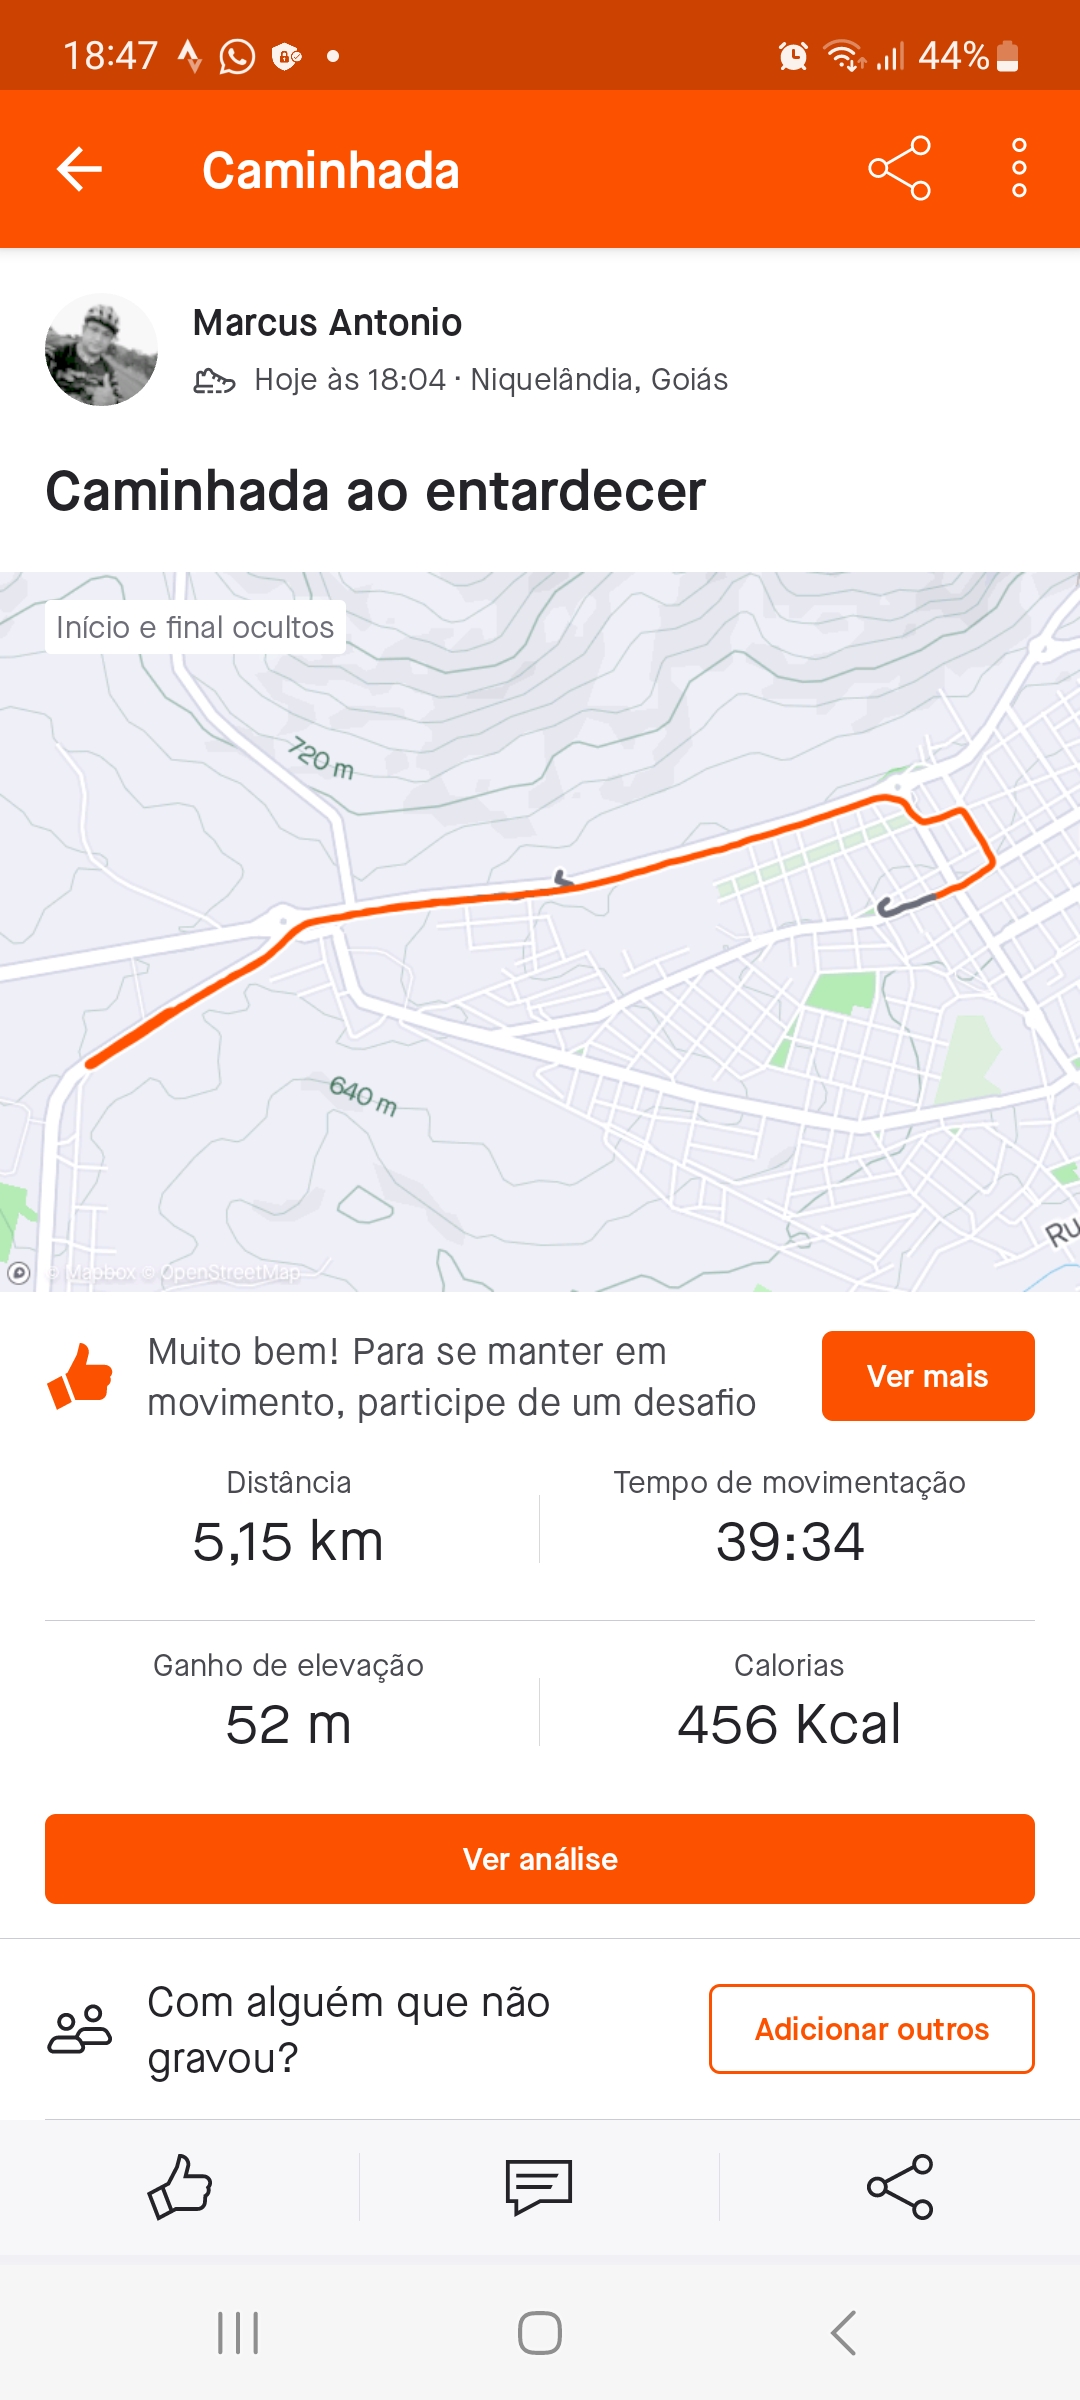 18:47
44%
Caminhada
Marcus Antonio
Hoje às 18:04 · Niquelândia, Goiás
Caminhada ao entardecer
Início e final ocultos
720 m
640 m
Ru
© Mapbox © OpenStreetMap
Muito bem! Para se manter em
movimento, participe de um desafio
Ver mais
Distância
5,15 km
Tempo de movimentação
39:34
Ganho de elevação
52 m
Calorias
456 Kcal
Ver análise
Com alguém que não
gravou?
Adicionar outros